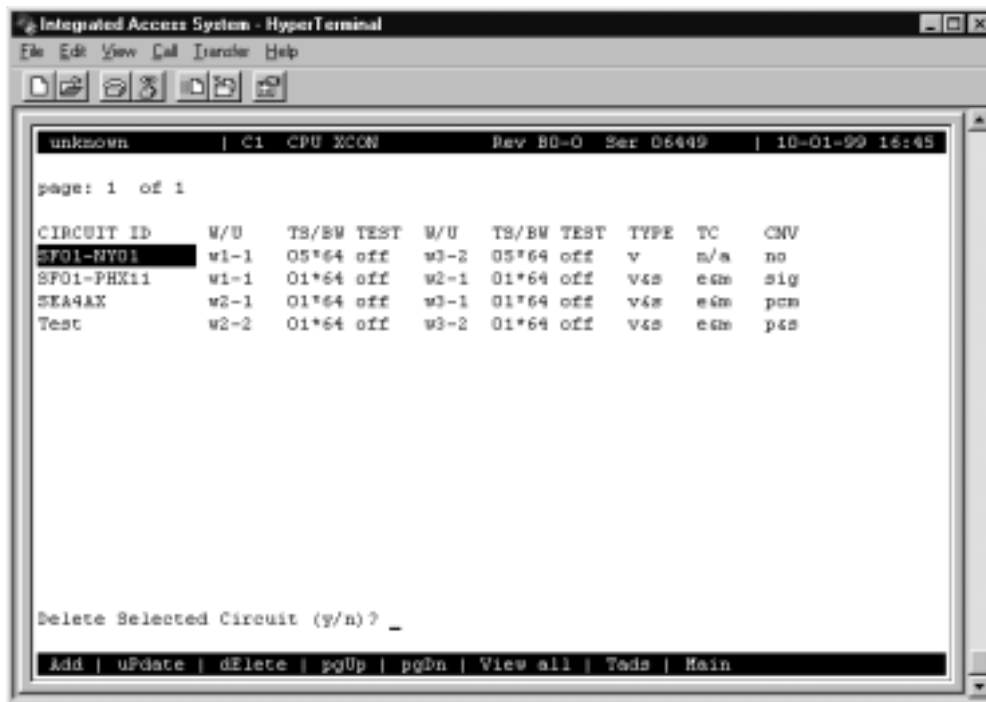 Integrated Access System - HyperTerminal
File Edit View Call Transfer Help
unknown | C1 CPU XCON Rev B0-0 Ser 06449 | 10-01-99 16:45
page: 1 of 1
CIRCUIT ID W/U TS/BW TEST W/U TS/BW TEST TYPE TC CNV
SF01-NY01 w1-1 05*64 off w3-2 05*64 off v n/a no
SF01-PHX11 w1-1 01*64 off w2-1 01*64 off v&s e&m sig
SEA4AX w2-1 01*64 off w3-1 01*64 off v&s e&m pcm
Test w2-2 01*64 off w3-2 01*64 off v&s e&m p&s
Delete Selected Circuit (y/n)? _
Add | uPdate | dElete | pgUp | pgDn | View all | Tads | Main